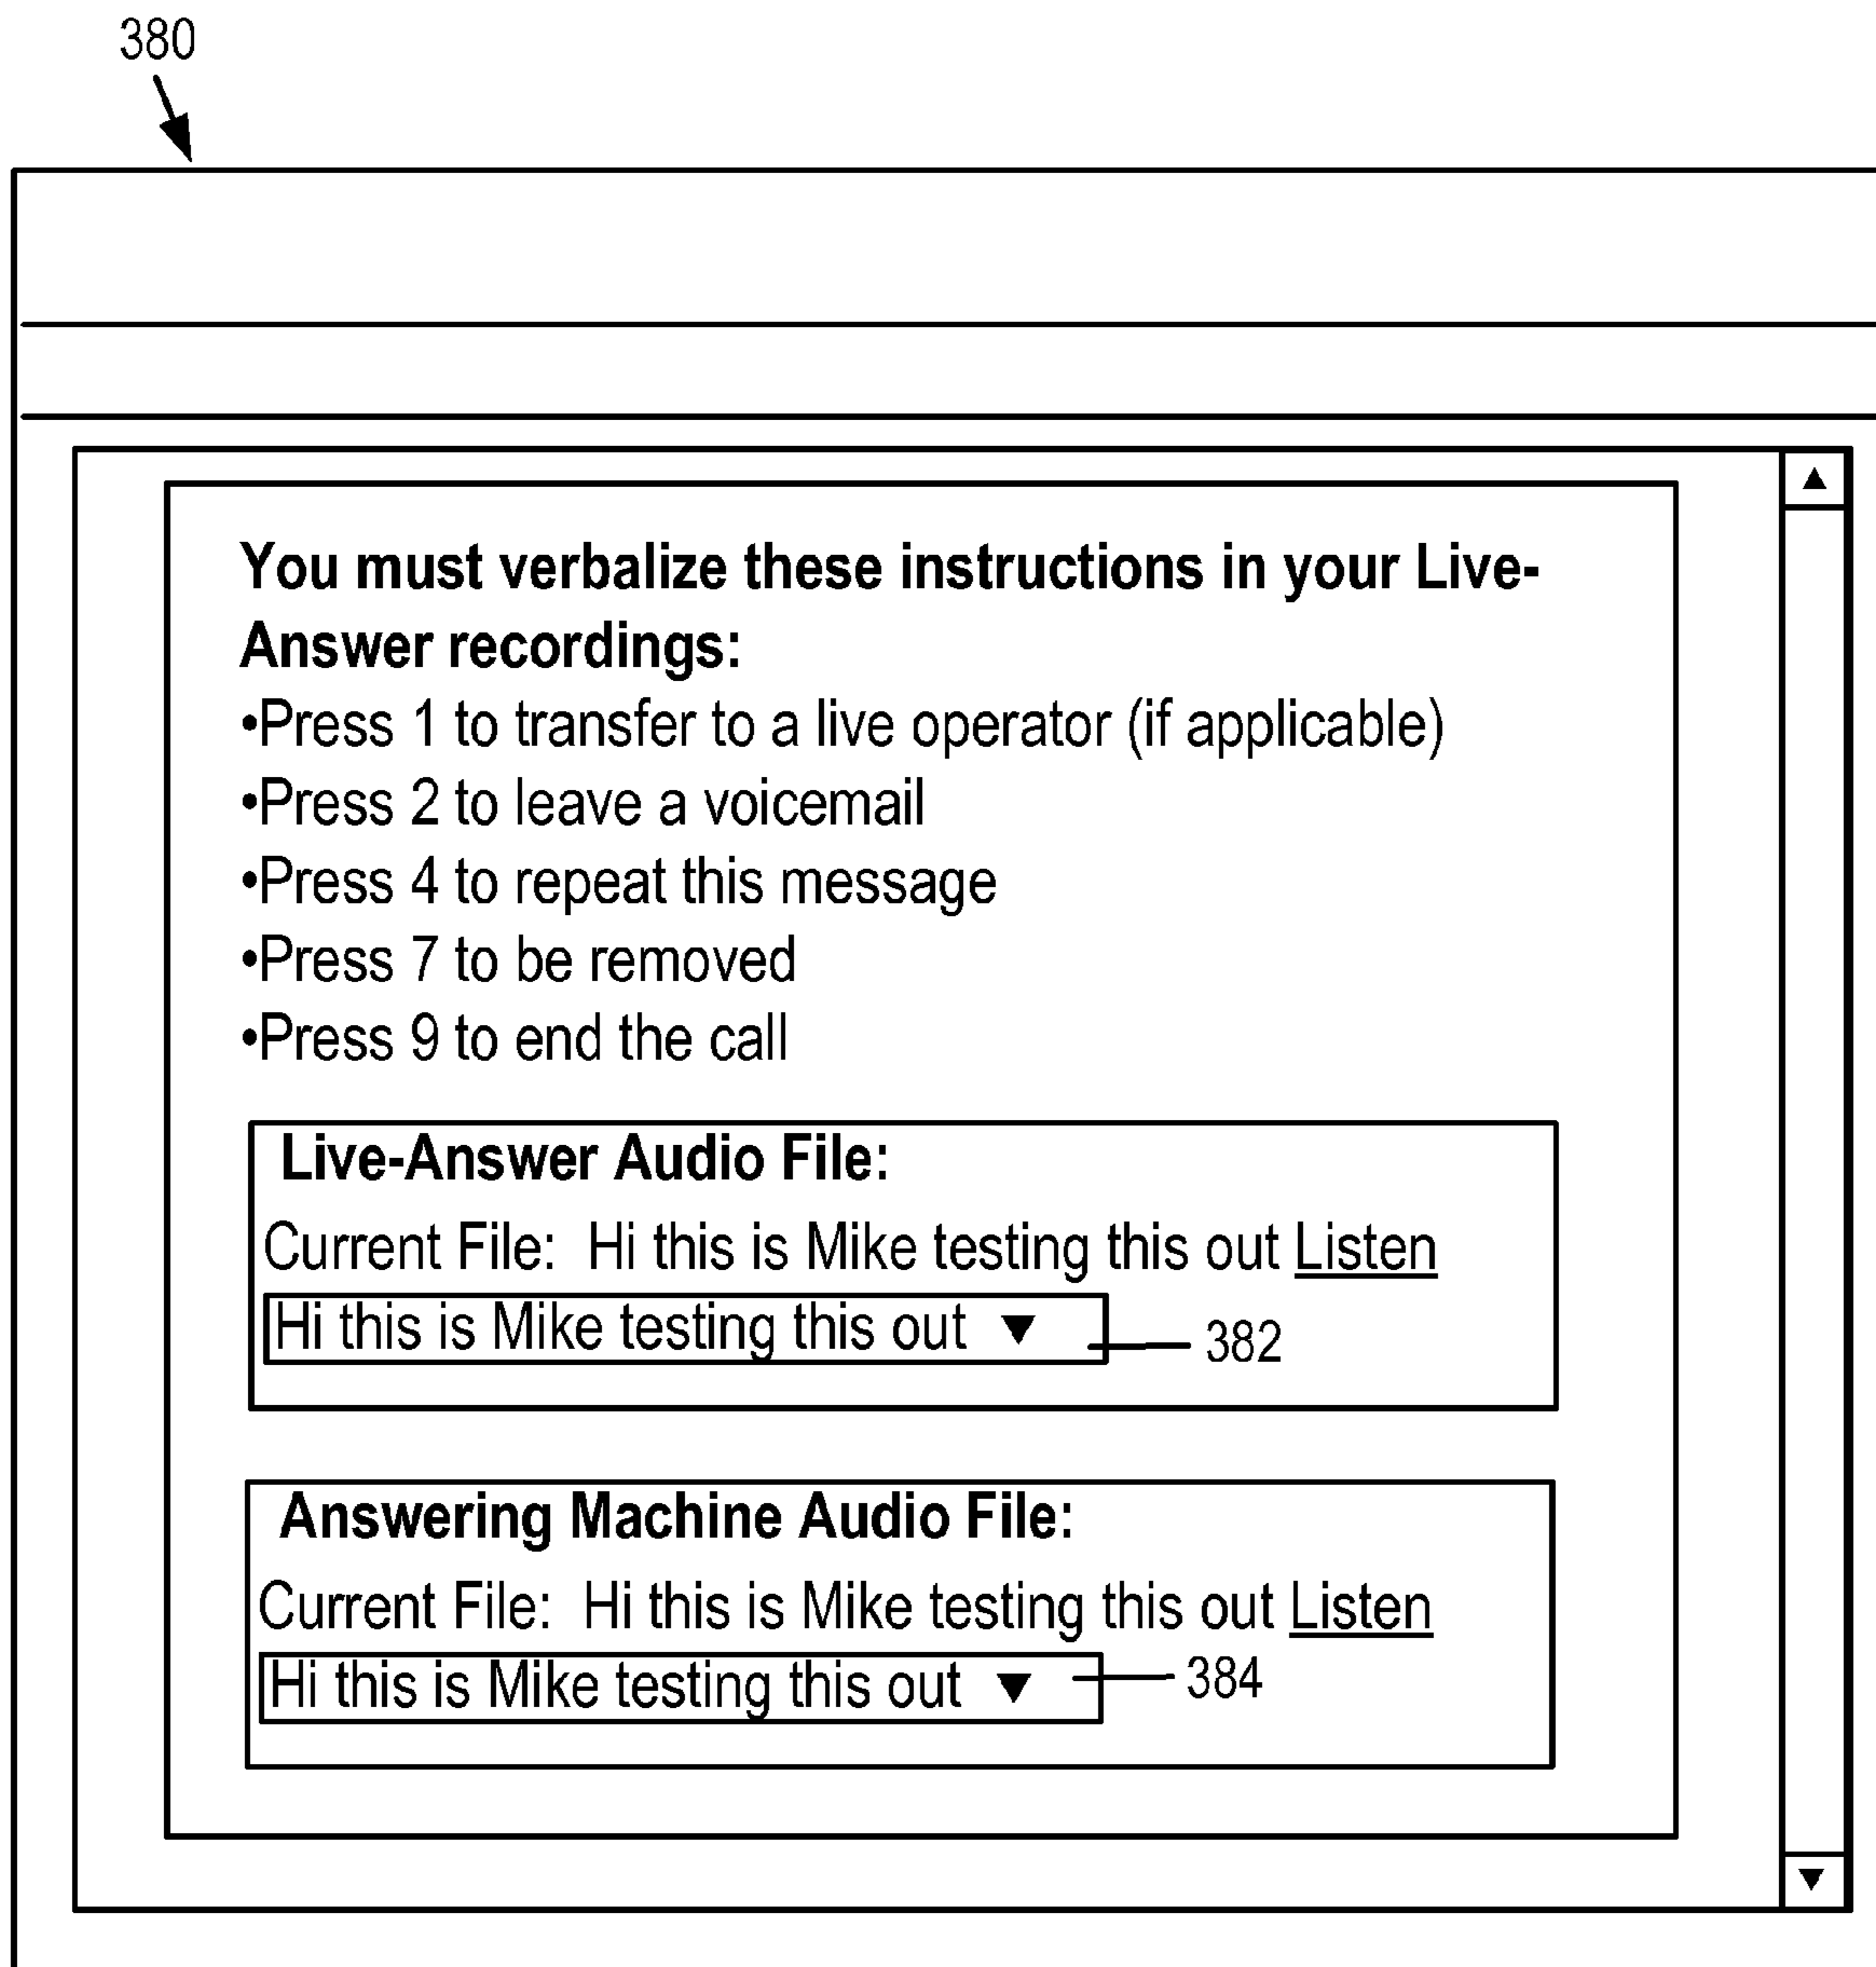 380
You must verbalize these instructions in your Live-
Answer recordings:
•Press 1 to transfer to a live operator (if applicable)
•Press 2 to leave a voicemail
•Press 4 to repeat this message
•Press 7 to be removed
•Press 9 to end the call
Live-Answer Audio File:
Current File: Hi this is Mike testing this out Listen
Hi this is Mike testing this out ▼ 382
Answering Machine Audio File:
Current File: Hi this is Mike testing this out Listen
Hi this is Mike testing this out ▼ 384